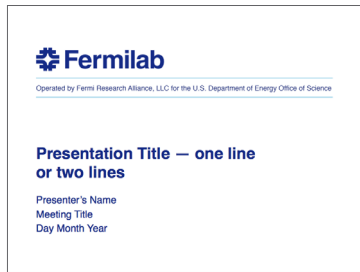 Fermilab
Operated by Fermi Research Alliance, LLC for the U.S. Department of Energy Office of Science
Presentation Title — one line
or two lines
Presenter's Name
Meeting Title
Day Month Year